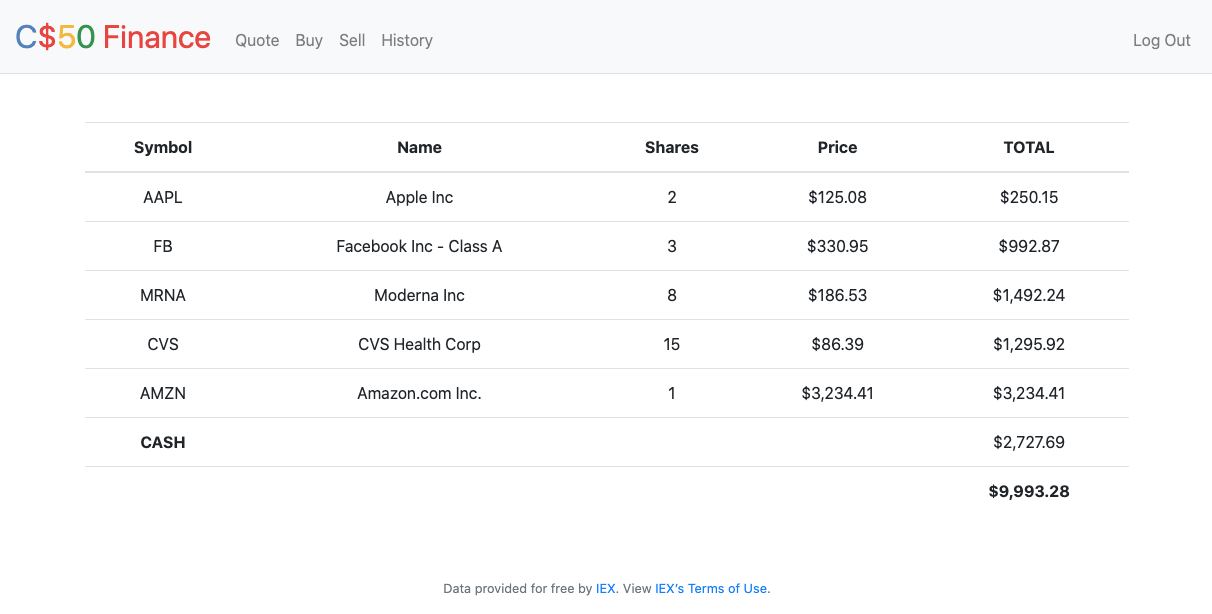 C$50 Finance Quote Buy Sell History Log Out
Symbol Name Shares Price TOTAL
AAPL Apple Inc 2 $125.08 $250.15
FB Facebook Inc - Class A 3 $330.95 $992.87
MRNA Moderna Inc 8 $186.53 $1,492.24
CVS CVS Health Corp 15 $86.39 $1,295.92
AMZN Amazon.com Inc. 1 $3,234.41 $3,234.41
CASH $2,727.69
$9,993.28
Data provided for free by IEX. View IEX's Terms of Use.